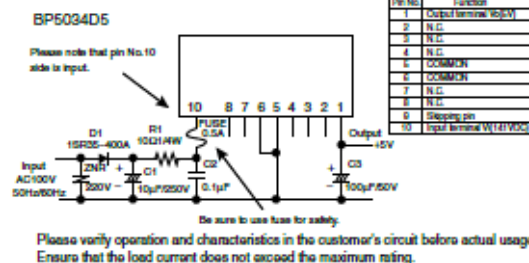 BP5034D5
Pin No. Function
1 Output terminal Vo(5V)
2 N.C.
3 N.C.
4 N.C.
5 COMMON
6 COMMON
7 N.C.
8 N.C.
9 Skipping pin
10 Input terminal Vi(141VDC)
Please note that pin No.10
side is input.
10 8 7 6 5 4 3 2 1
FUSE
0.5A
D1
1SR35-400A
R1
10Ω1/4W
Output
+5V
Input
AC100V
50Hz/60Hz
ZNR
220V
+
-
C1
10μF/250V
C2
0.1μF
+
-
C3
100μF/50V
Be sure to use fuse for safety.
Please verify operation and characteristics in the customer's circuit before actual usage
Ensure that the load current does not exceed the maximum rating.